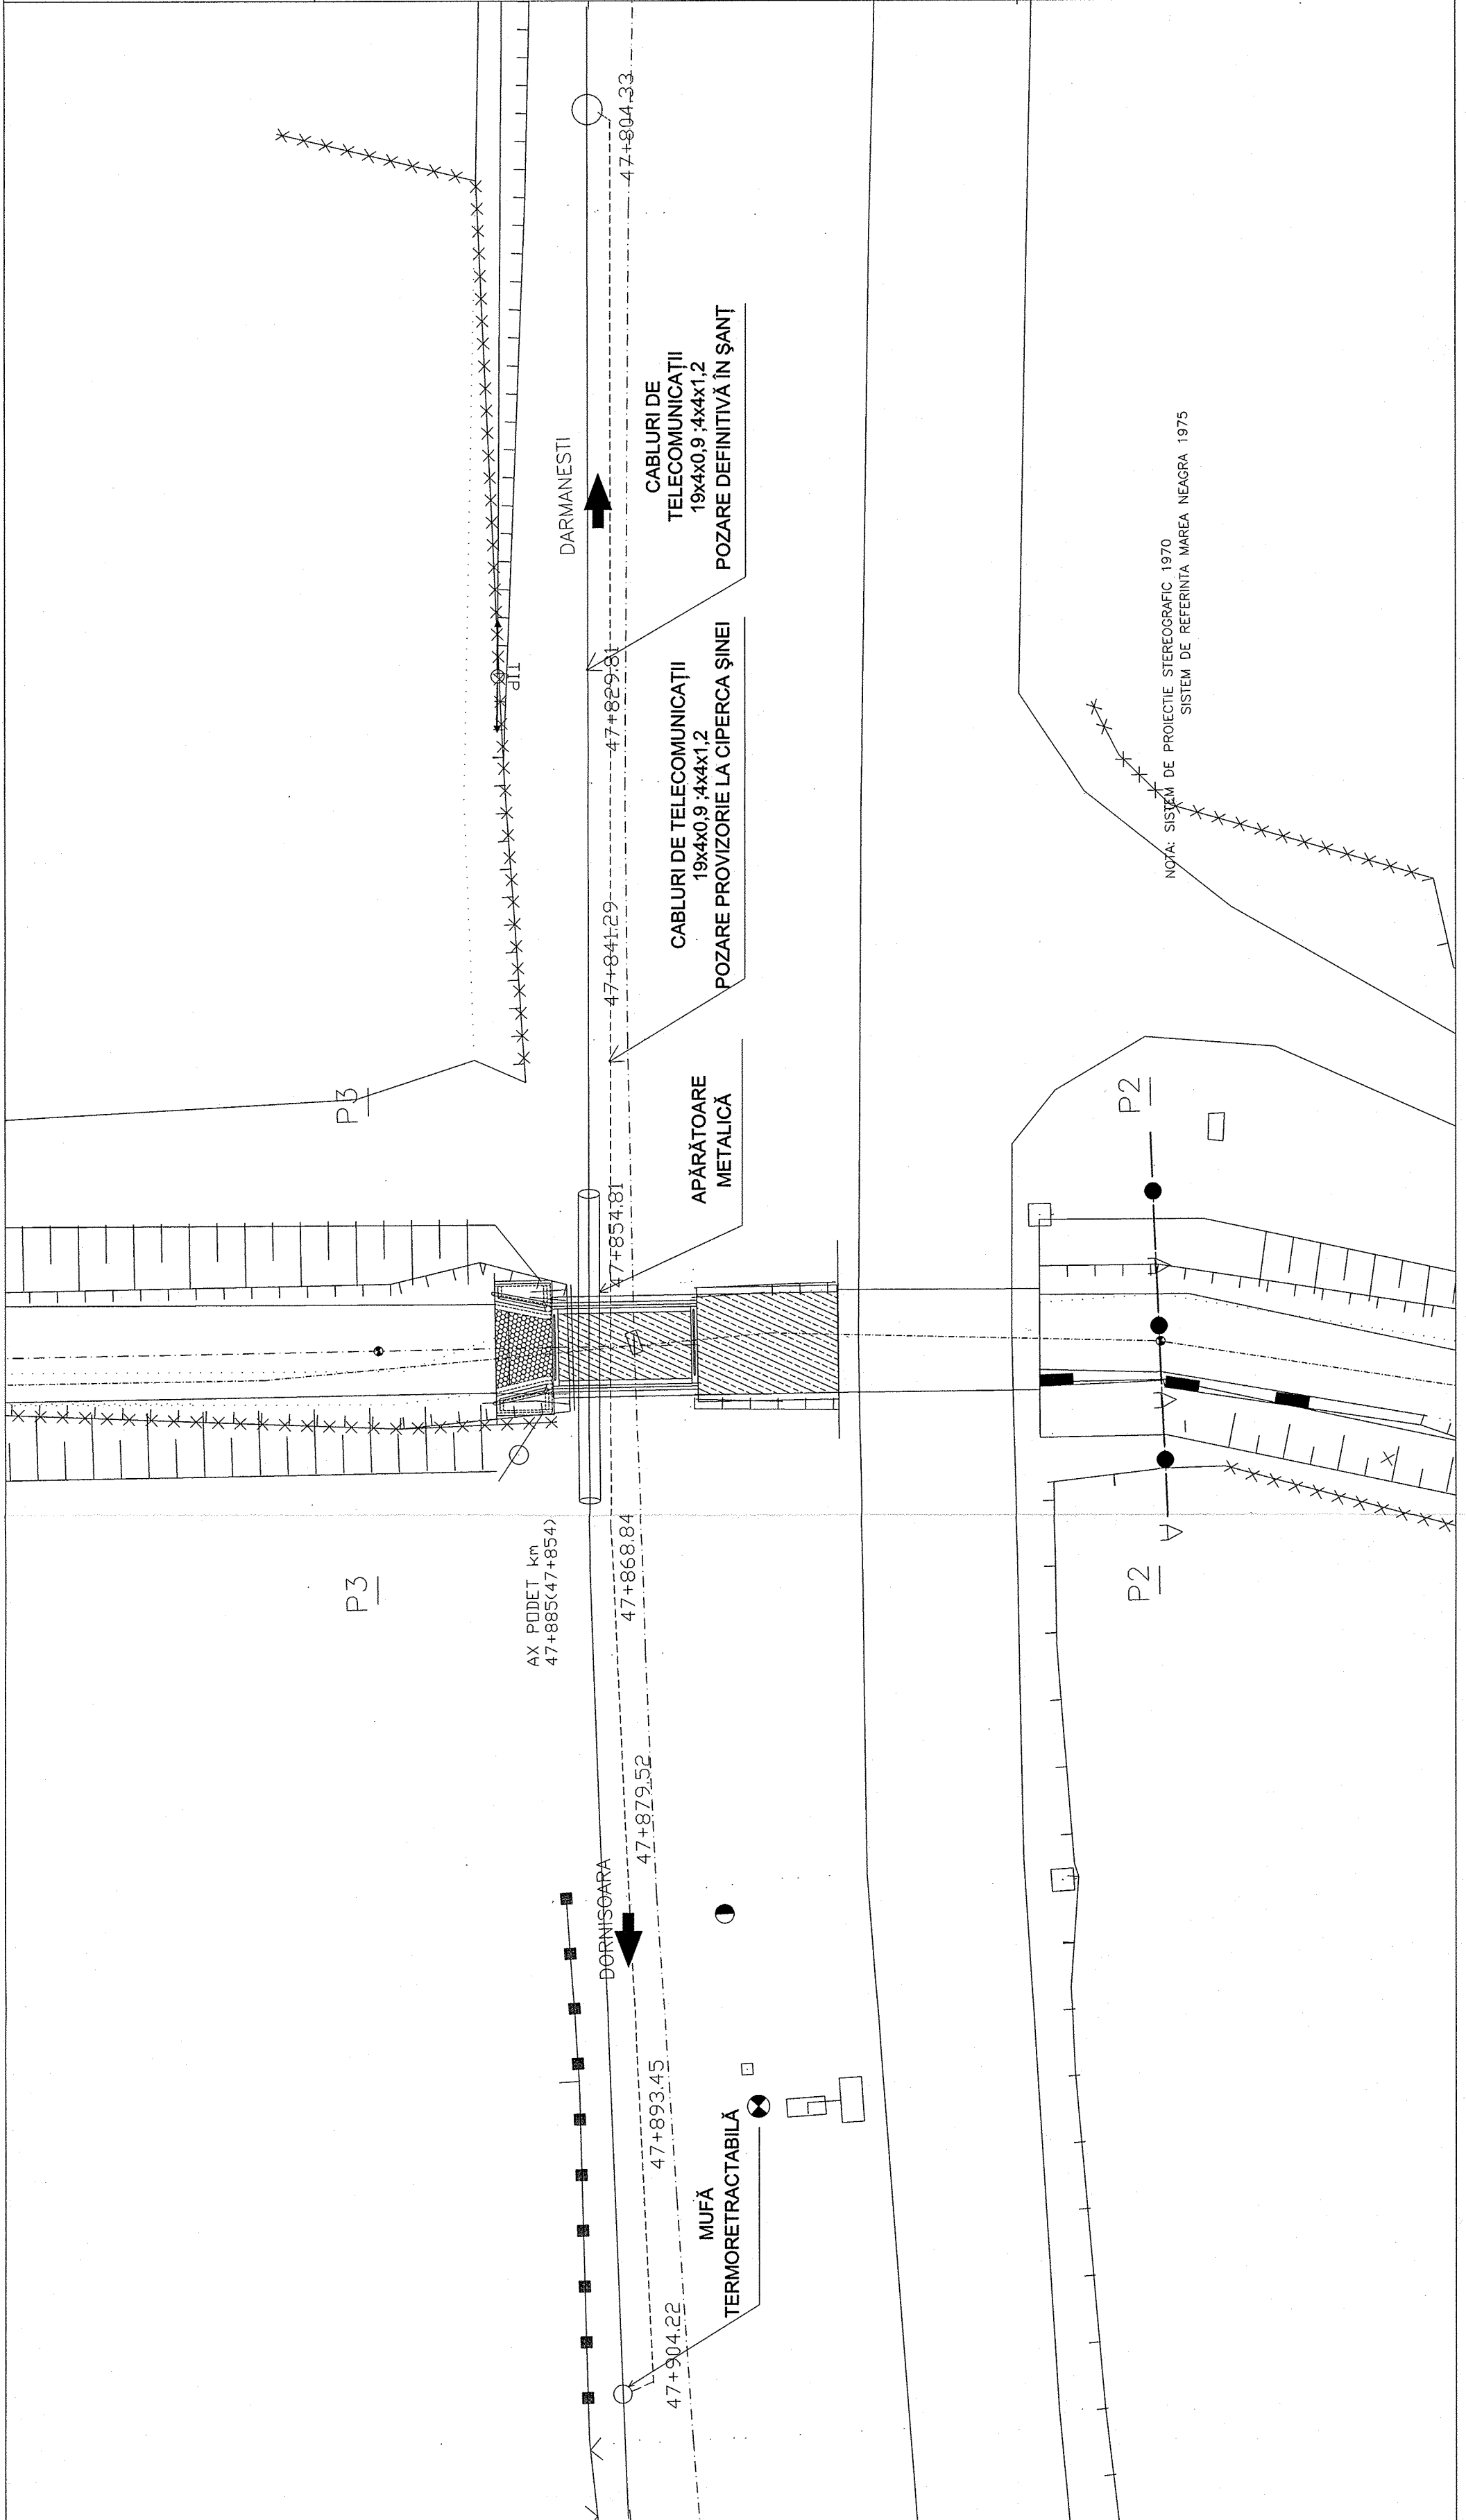 47+804.33
DARMANESTI
CABLURI DE
TELECOMUNICAȚII
19x4x0,9 ;4x4x1,2
POZARE DEFINITIVĂ ÎN ȘANȚ
TIP
47+829.81
CABLURI DE TELECOMUNICAȚII
19x4x0,9 ;4x4x1,2
POZARE PROVIZORIE LA CIPERCA ȘINEI
NOTA: SISTEM DE PROIECTIE STEREOGRAFIC 1970
SISTEM DE REFERINTA MAREA NEAGRA 1975
47+841.29
P3
APĂRĂTOARE
METALICĂ
P2
47+854.81
A
A
A
P3
AX PODET km
47+885(47+854)
47+868.84
P2
47+879.52
DORNISOARA
47+893.45
MUFĂ
TERMORETRACTABILĂ
47+904.22